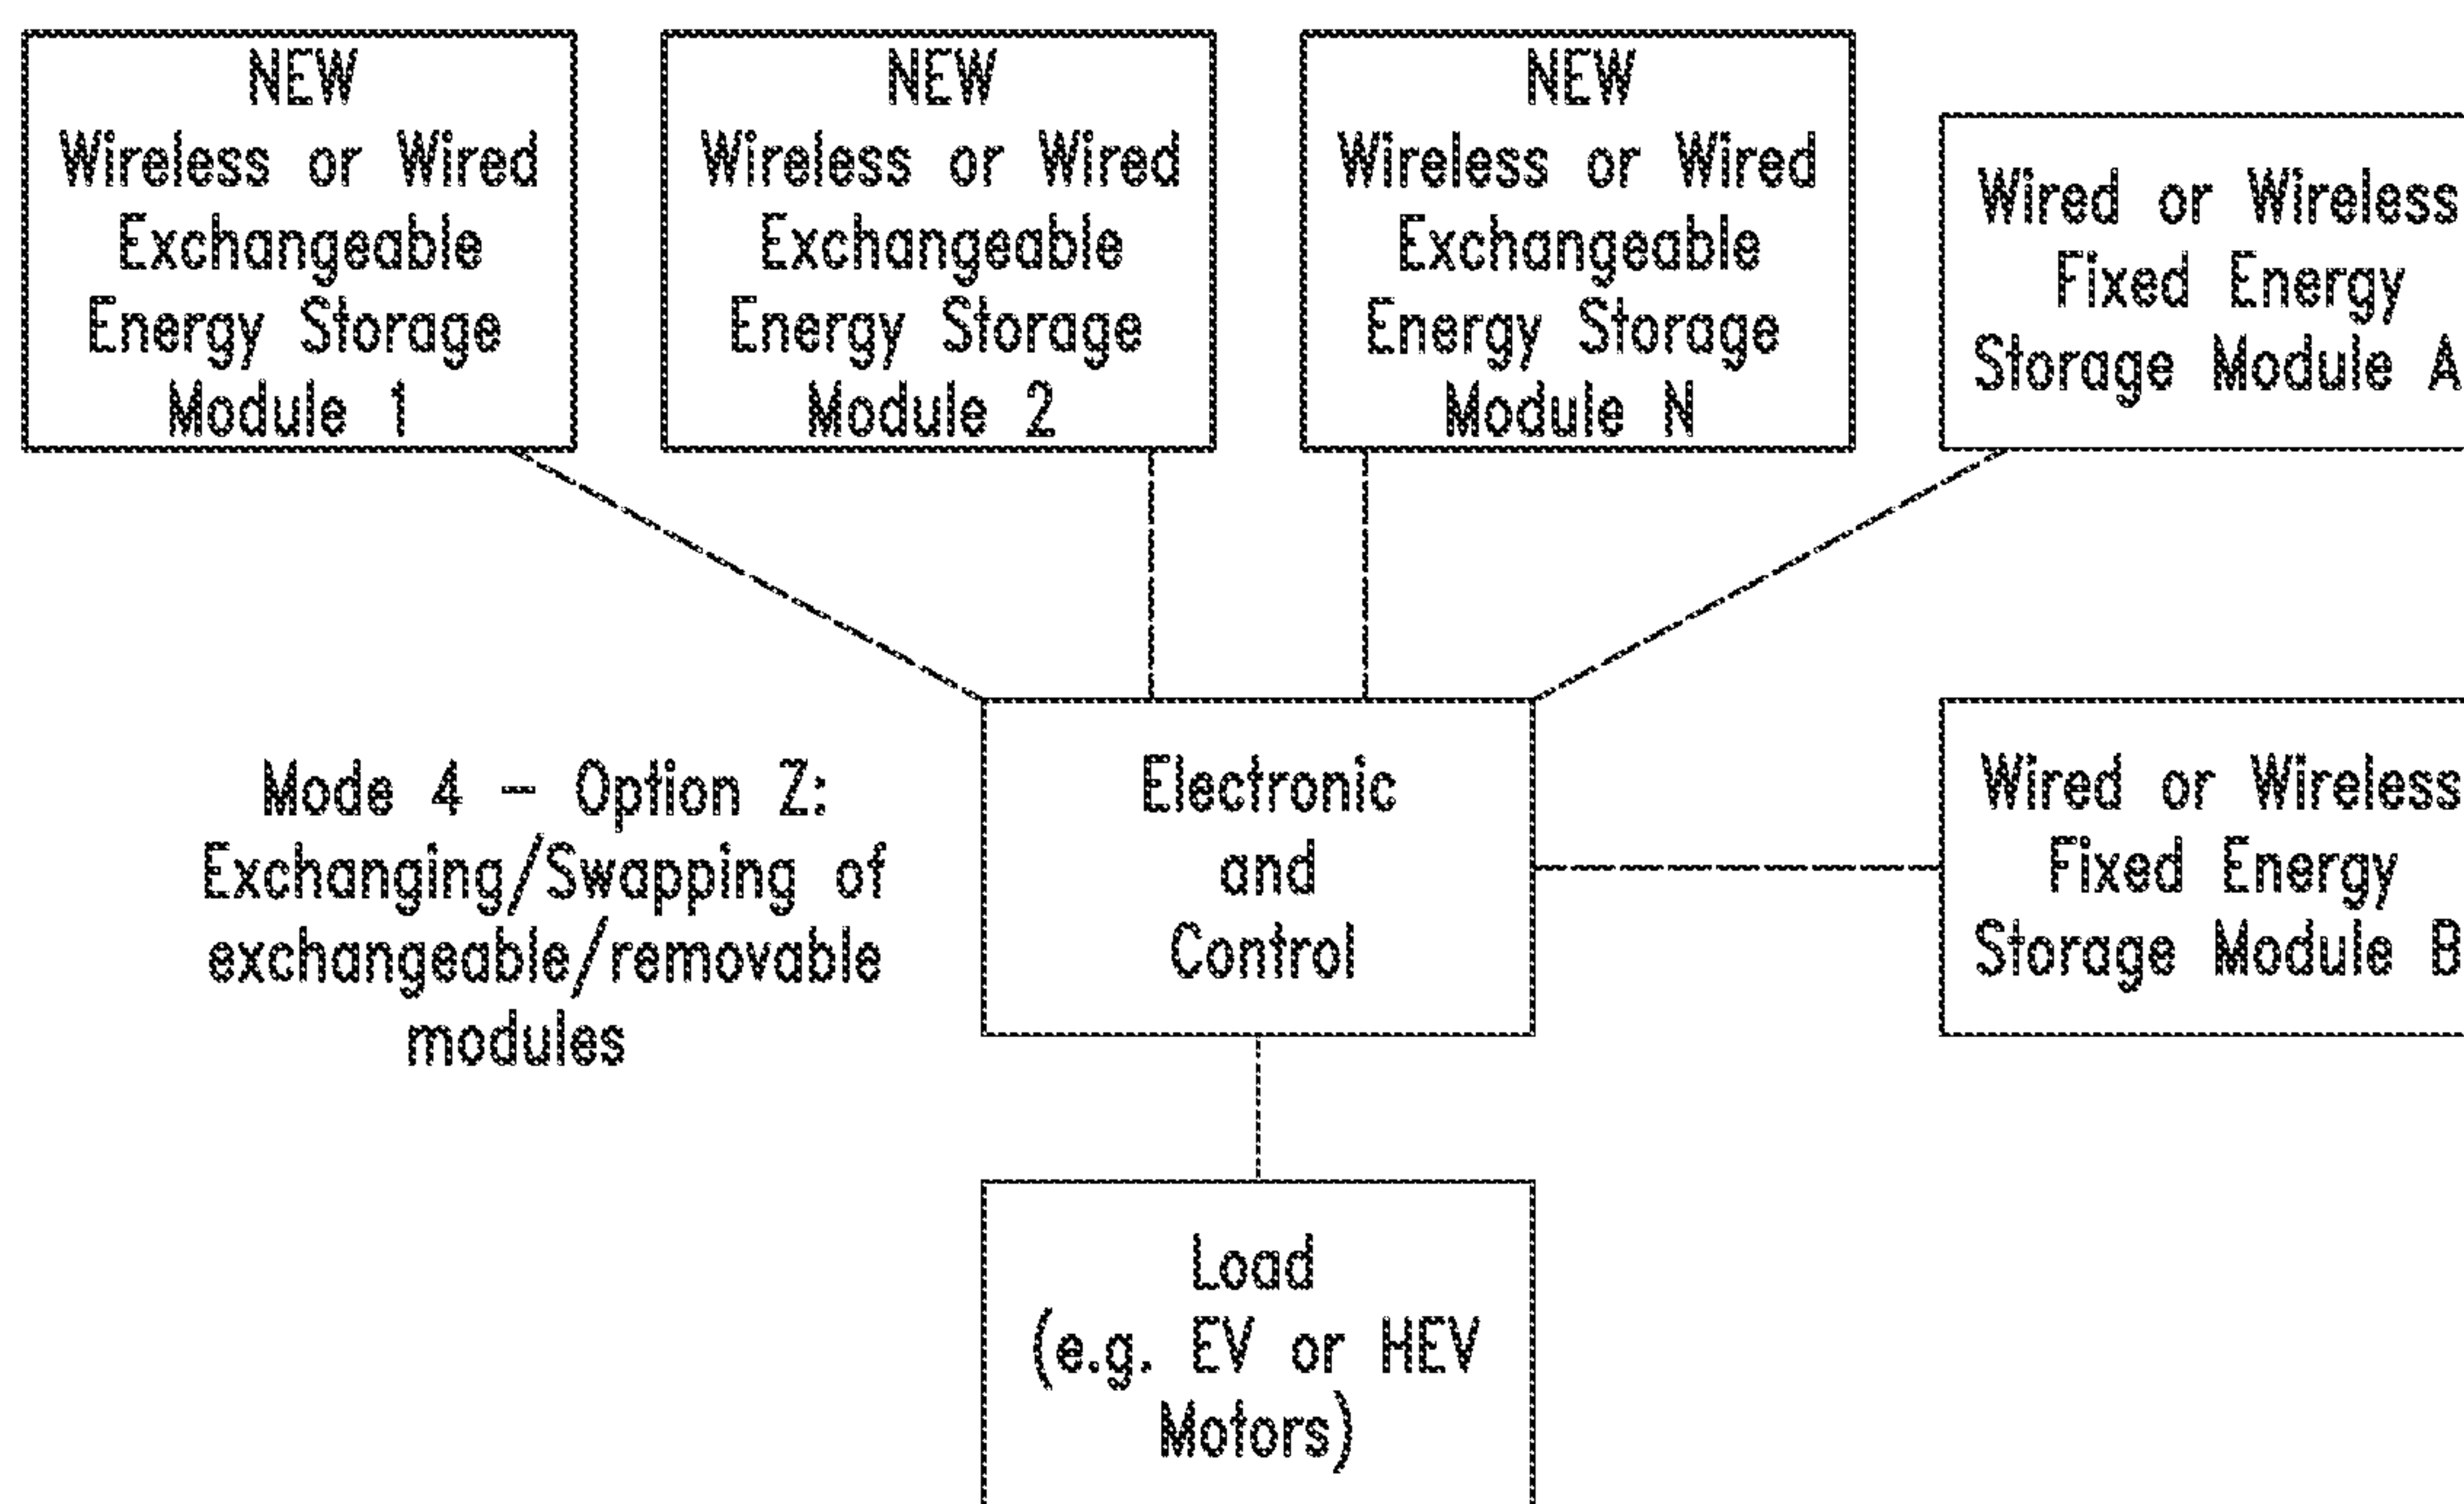 NEW
Wireless or Wired
Exchangeable
Energy Storage
Module 1
NEW
Wireless or Wired
Exchangeable
Energy Storage
Module 2
NEW
Wireless or Wired
Exchangeable
Energy Storage
Module N
Wired or Wireless
Fixed Energy
Storage Module A
Mode 4 – Option Z:
Exchanging/Swapping of
exchangeable/removable
modules
Electronic
and
Control
Wired or Wireless
Fixed Energy
Storage Module B
Load
(e.g. EV or HEV
Motors)